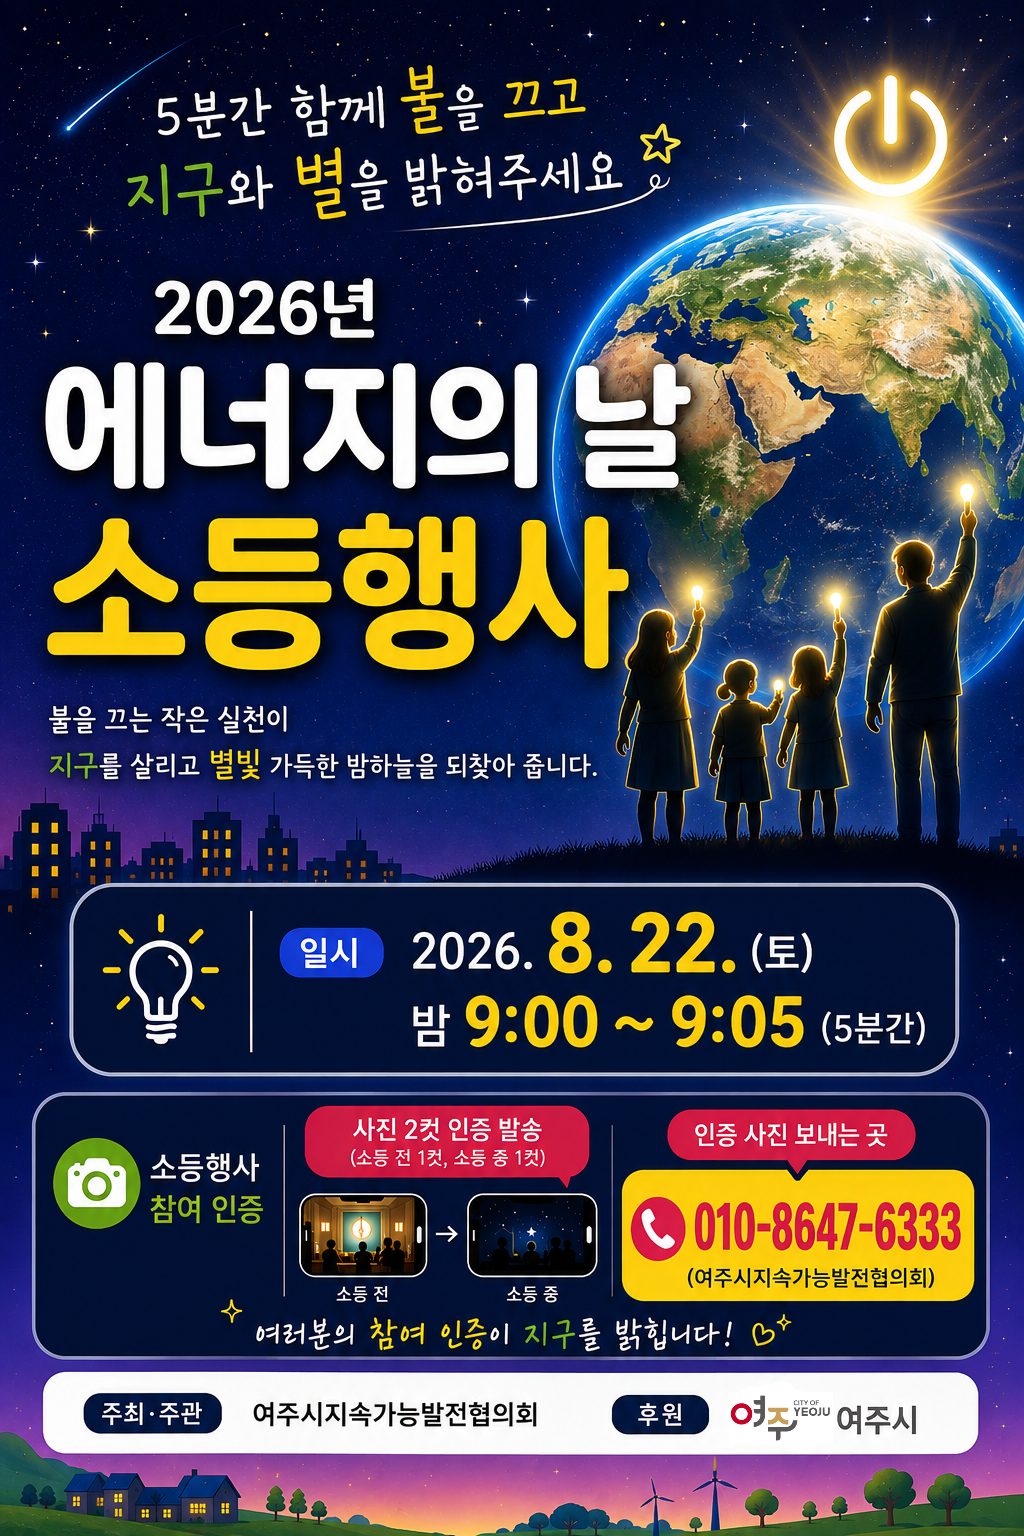 5분간 함께 불을 끄고
지구와 별을 밝혀주세요
2026년
에너지의 날
소등행사
불을 끄는 작은 실천이
지구를 살리고 별빛 가득한 밤하늘을 되찾아 줍니다.
일시 2026. 8. 22. (토)
밤 9:00 ~ 9:05 (5분간)
소등행사
참여 인증
사진 2컷 인증 발송
(소등 전 1컷, 소등 중 1컷)
소등 전
소등 중
인증 사진 보내는 곳
010-8647-6333
(여주시지속가능발전협의회)
여러분의 참여 인증이 지구를 밝힙니다!
주최·주관 여주시지속가능발전협의회
후원 여주 CITY OF YEOJU 여주시